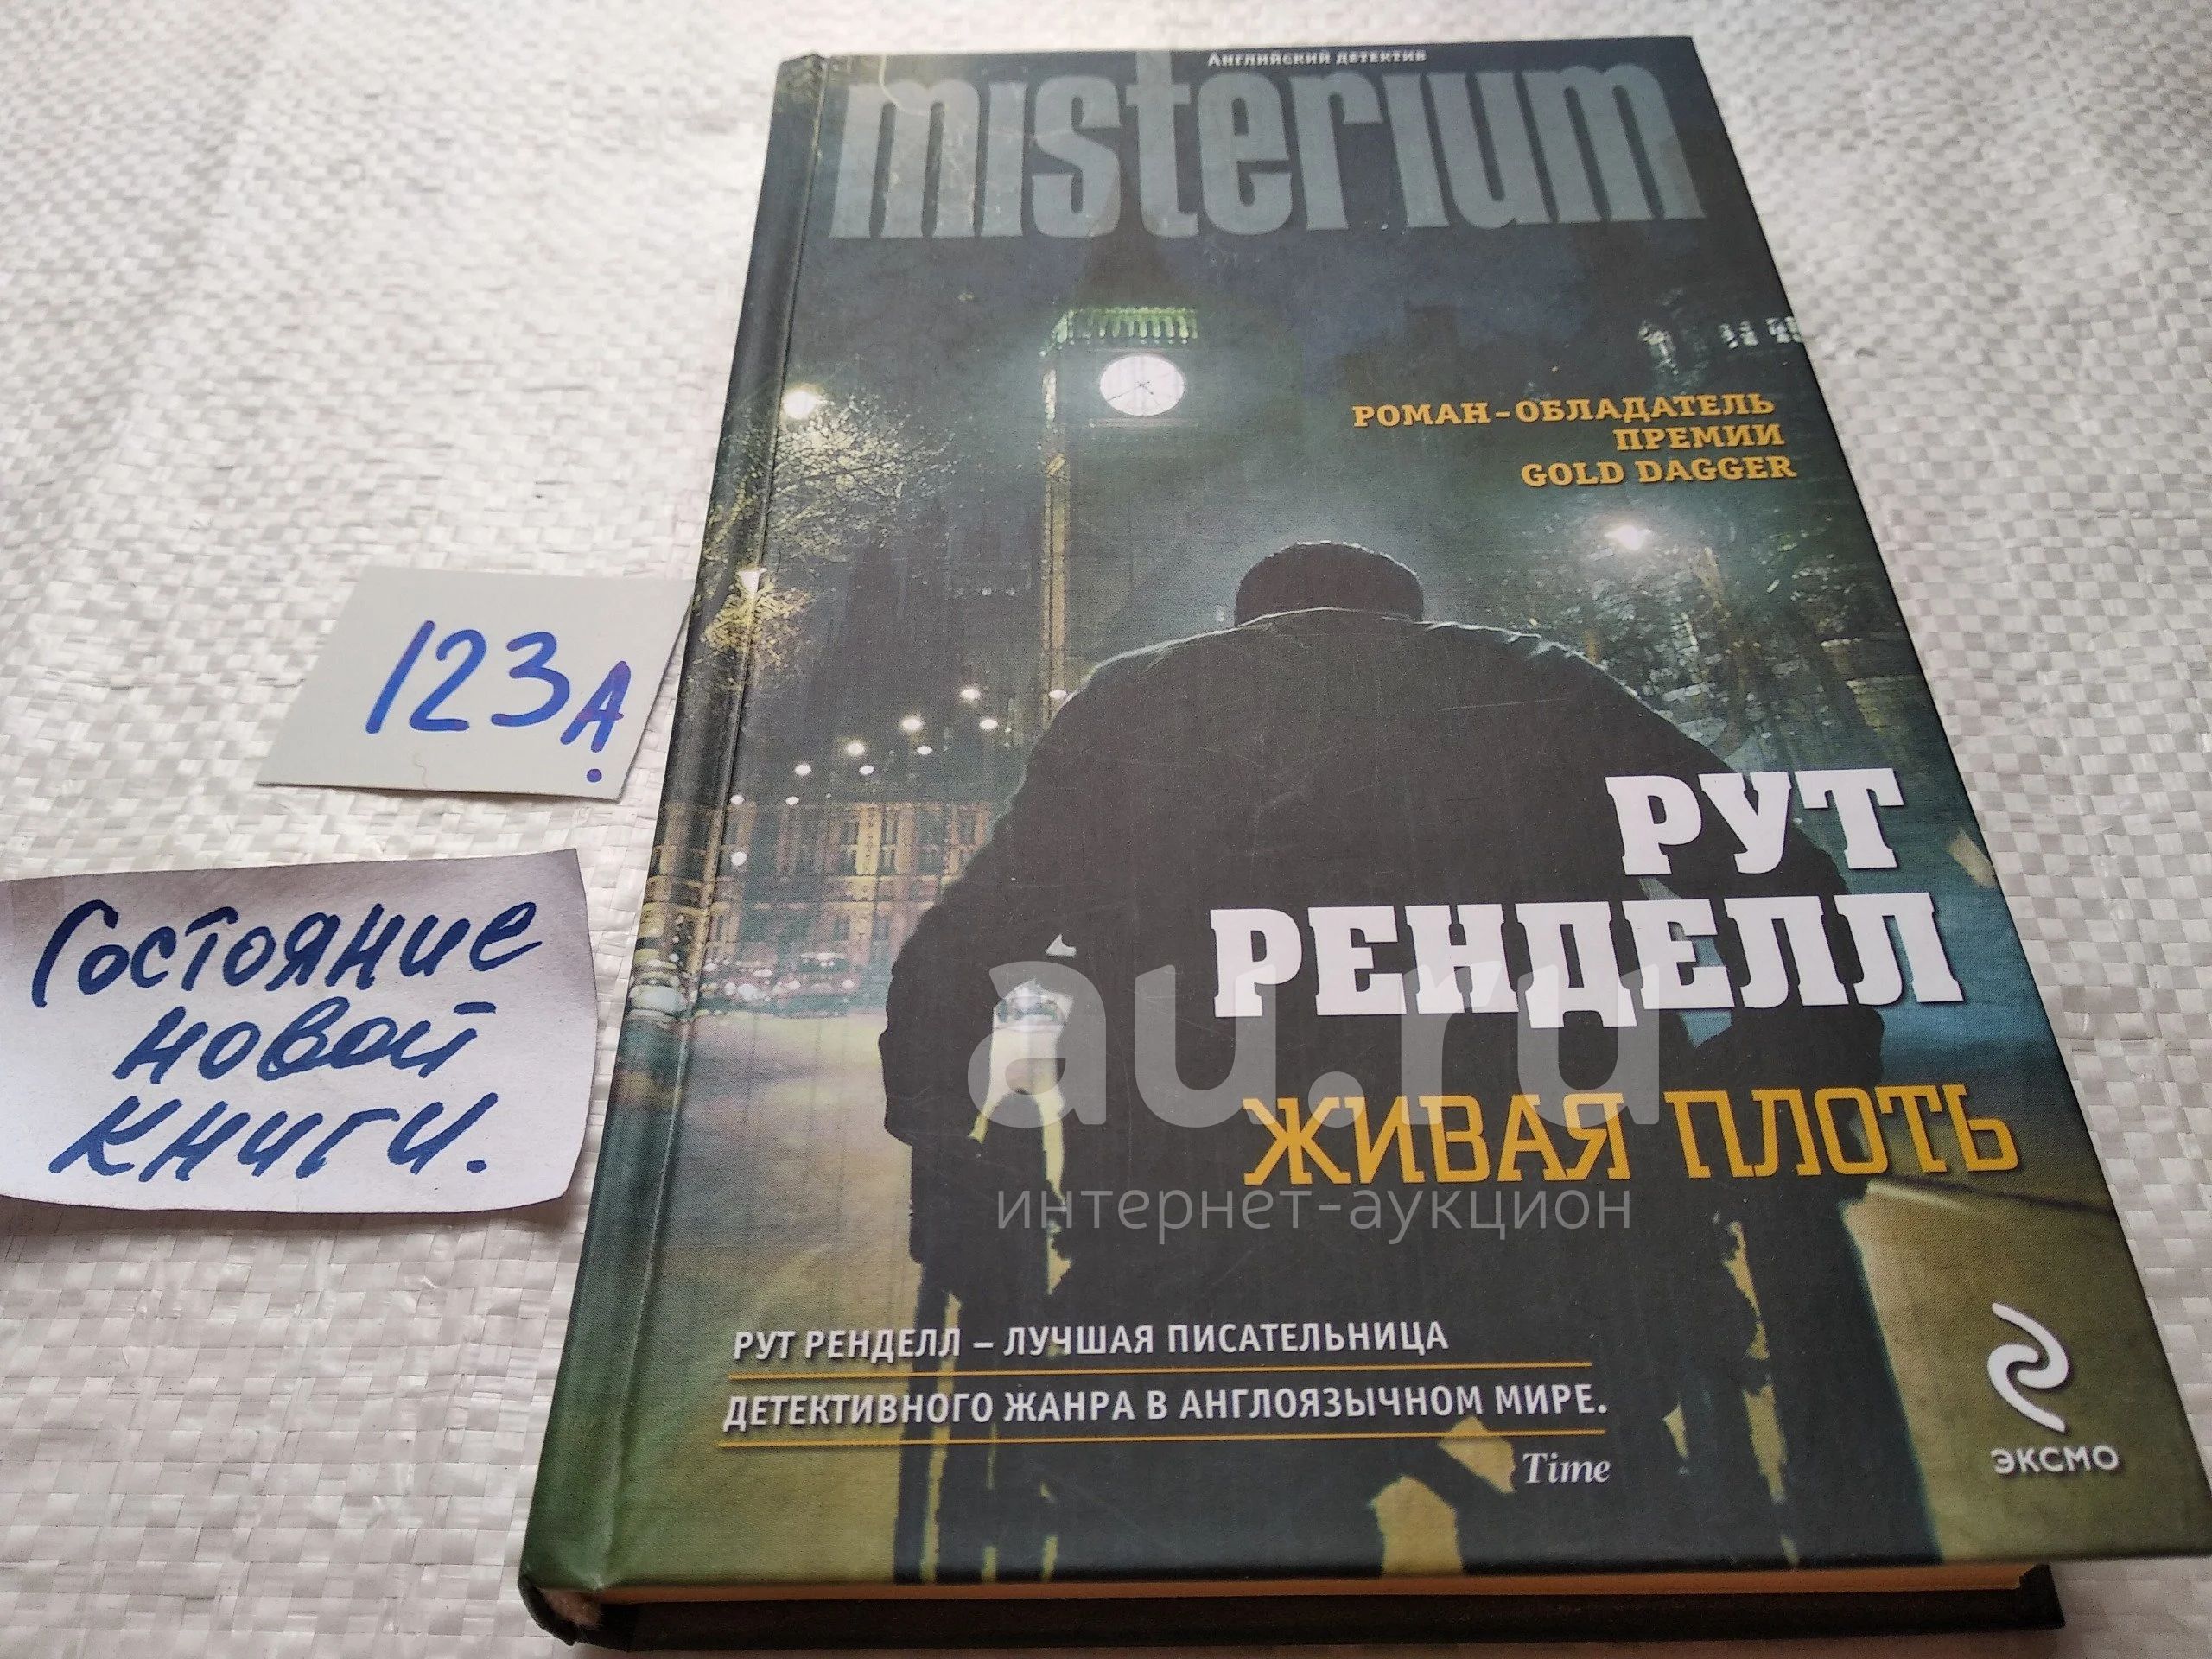 Английский детектив
misterium
РОМАН-ОБЛАДАТЕЛЬ
ПРЕМИИ
GOLD DAGGER
123А.
Состояние
новой
книги.
РУТ
РЕНДЕЛЛ
au.ru
ЖИВАЯ ПЛОТЬ
интернет-аукцион
РУТ РЕНДЕЛЛ – ЛУЧШАЯ ПИСАТЕЛЬНИЦА
ДЕТЕКТИВНОГО ЖАНРА В АНГЛОЯЗЫЧНОМ МИРЕ.
Time
ЭКСМО